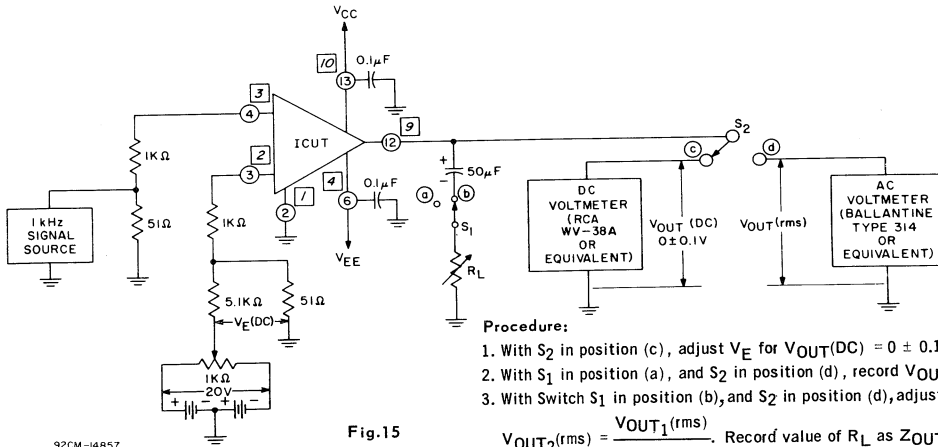 VCC
10
13
0.1μF
3
4
ICUT
9
12
S2
1KΩ
2
3
1
2
4
6
0.1μF
VEE
+
-
50μF
(a)
(b)
S1
RL
(c)
(d)
DC
VOLTMETER
(RCA
WV-38A
OR
EQUIVALENT)
VOUT (DC)
0±0.1V
VOUT(rms)
AC
VOLTMETER
(BALLANTINE
TYPE 314
OR
EQUIVALENT)
1 kHz
SIGNAL
SOURCE
51Ω
1KΩ
5.1KΩ
51Ω
VE(DC)
1KΩ
20V
+ - + -
92CM-14857
Fig.15
Procedure:
1. With S2 in position (c), adjust VE for VOUT(DC) = 0 ± 0.1
2. With S1 in position (a), and S2 in position (d), record VOU
3. With Switch S1 in position (b), and S2 in position (d), adjust
VOUT2(rms) = VOUT1(rms) . Record value of RL as ZOUT